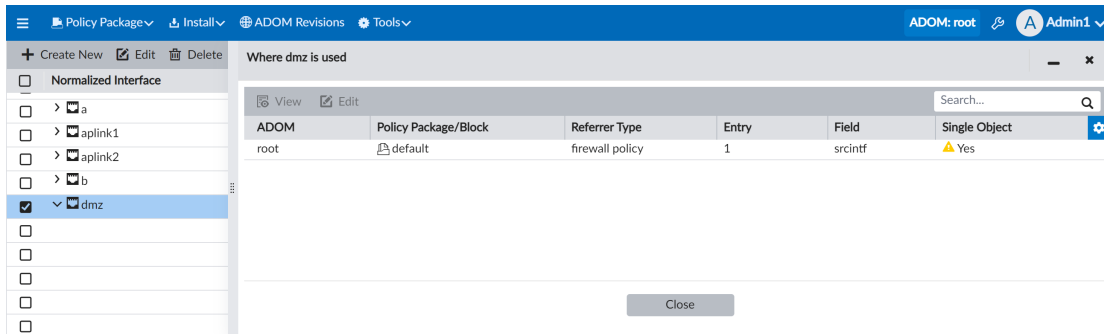 Policy Package Install ADOM Revisions Tools ADOM: root A Admin1
Create New Edit Delete
Normalized Interface
a
aplink1
aplink2
b
dmz
Where dmz is used
View Edit Search...
ADOM Policy Package/Block Referrer Type Entry Field Single Object
root default firewall policy 1 srcintf Yes
Close